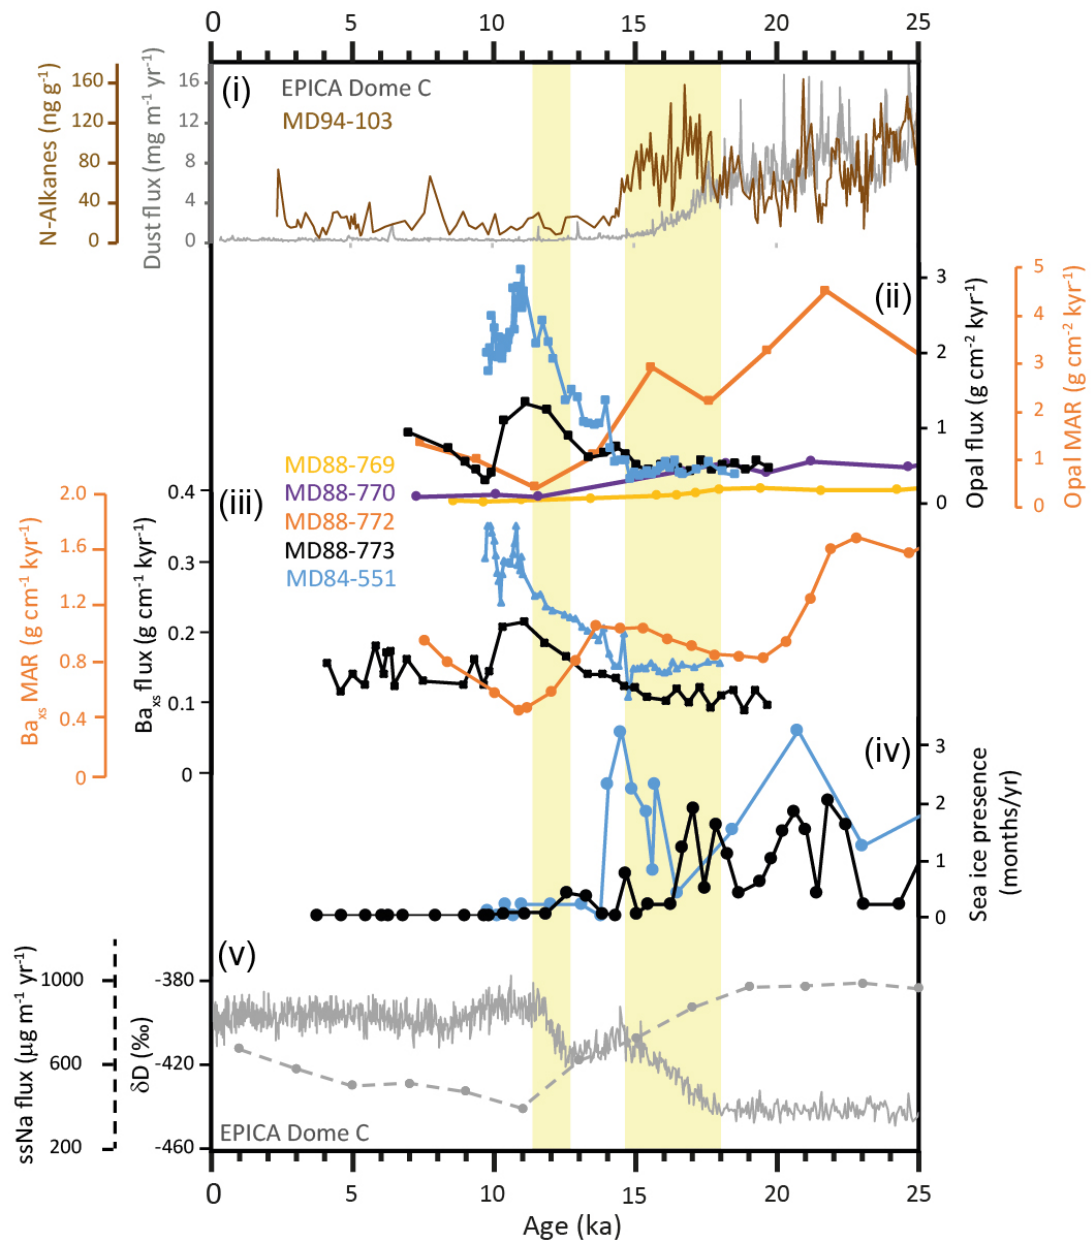 0 5 10 15 20 25
(i)
EPICA Dome C
MD94-103
N-Alkanes (ng g⁻¹)
160
120
80
40
0
Dust flux (mg m⁻¹ yr⁻¹)
16
12
8
4
0
(ii)
3
2
1
0
Opal flux (g cm⁻² kyr⁻¹)
5
4
3
2
1
0
Opal MAR (g cm⁻² kyr⁻¹)
MD88-769
MD88-770
MD88-772
MD88-773
MD84-551
(iii)
2.0
1.6
1.2
0.8
0.4
0
Baxs MAR (g cm⁻¹ kyr⁻¹)
0.4
0.3
0.2
0.1
0
Baxs flux (g cm⁻¹ kyr⁻¹)
(iv)
3
2
1
0
Sea ice presence
(months/yr)
(v)
1000
600
200
ssNa flux (µg m⁻¹ yr⁻¹)
-380
-420
-460
δD (‰)
EPICA Dome C
0 5 10 15 20 25
Age (ka)